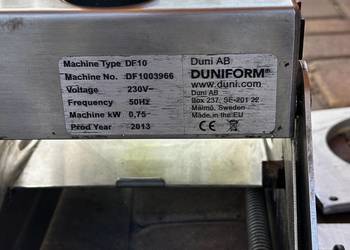 Machine Type DF10
Machine No. DF1003966
Voltage 230V~
Frequency 50Hz
Machine kW 0,75-
Prod Year 2013
Duni AB
DUNIFORM®
www.duni.com
Duni AB
Box 237, SE-201 22
Malmö, Sweden
Made in the EU
CE